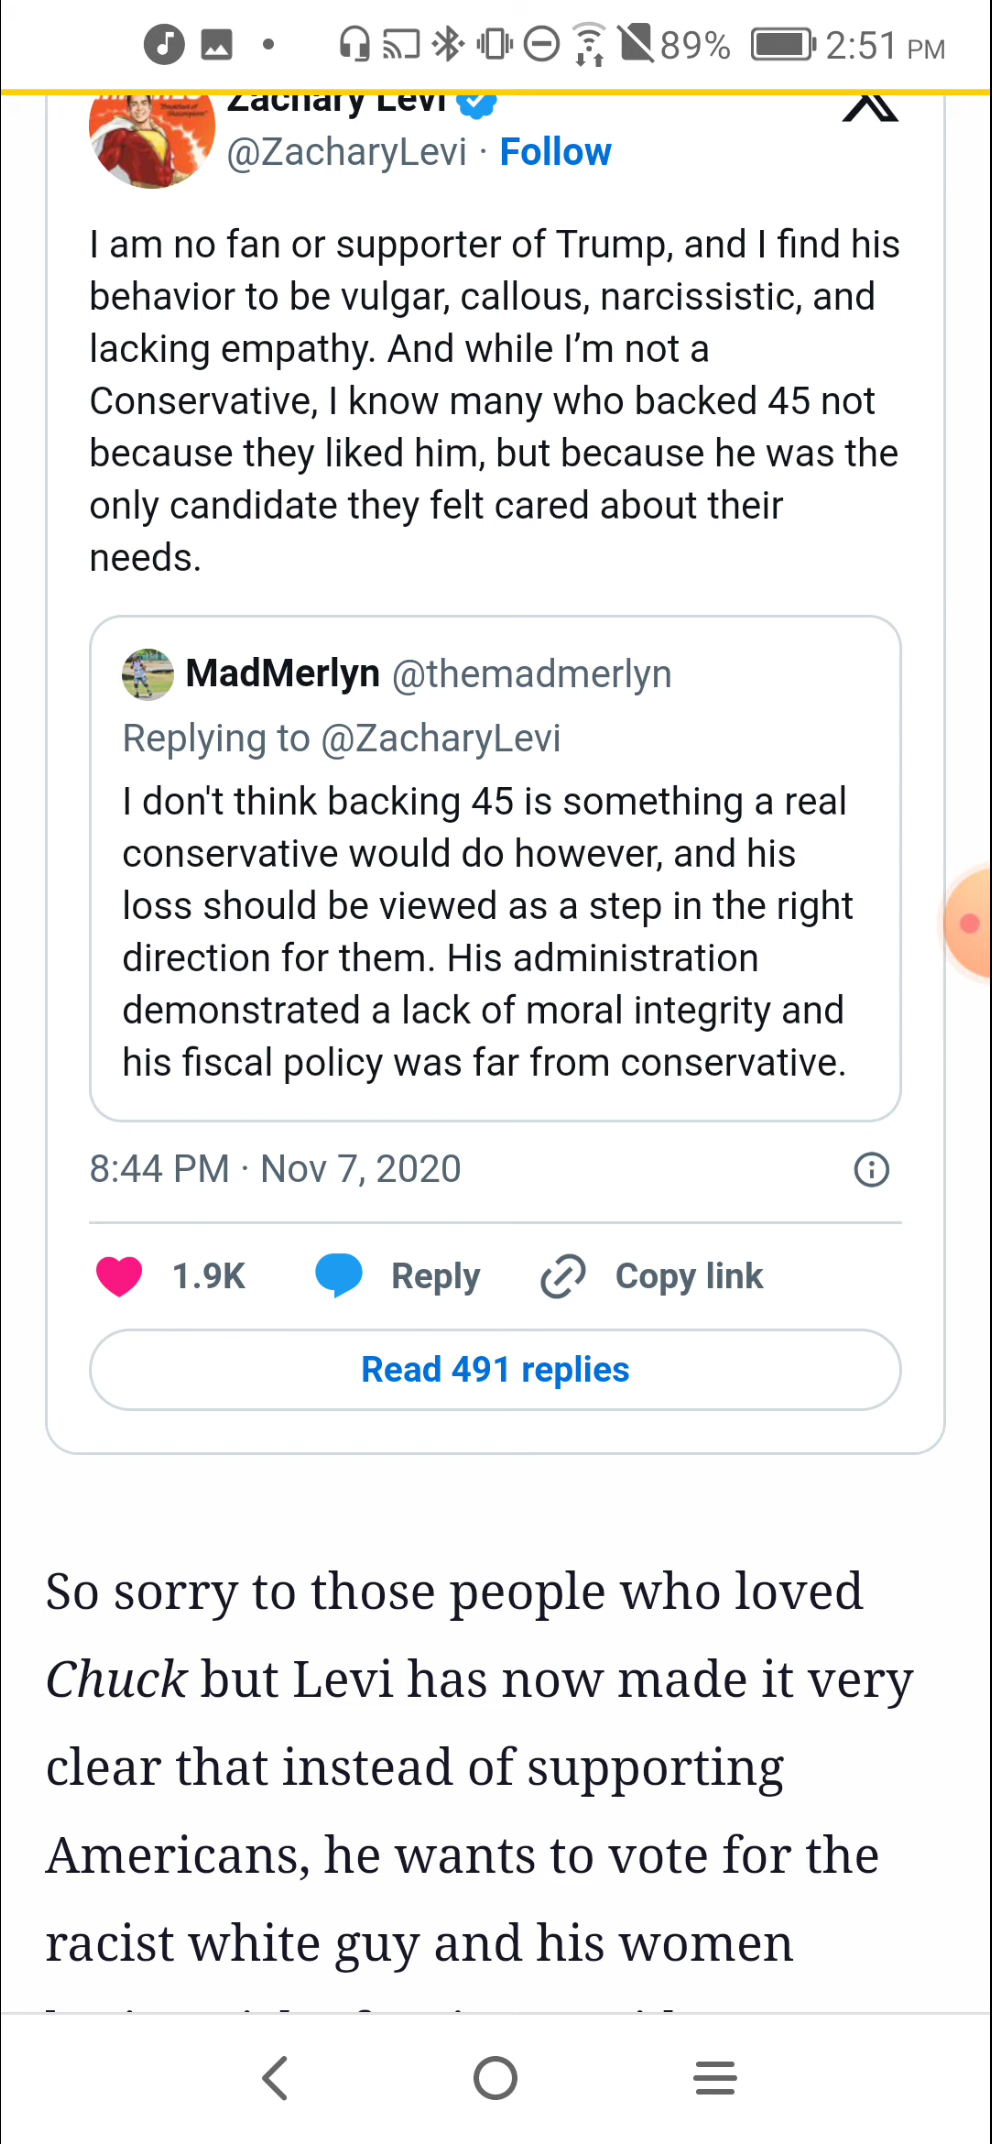 89% 2:51 PM
Zachary Levi
@ZacharyLevi · Follow
I am no fan or supporter of Trump, and I find his
behavior to be vulgar, callous, narcissistic, and
lacking empathy. And while I’m not a
Conservative, I know many who backed 45 not
because they liked him, but because he was the
only candidate they felt cared about their
needs.
MadMerlyn @themadmerlyn
Replying to @ZacharyLevi
I don't think backing 45 is something a real
conservative would do however, and his
loss should be viewed as a step in the right
direction for them. His administration
demonstrated a lack of moral integrity and
his fiscal policy was far from conservative.
8:44 PM · Nov 7, 2020
1.9K Reply Copy link
Read 491 replies
So sorry to those people who loved
Chuck but Levi has now made it very
clear that instead of supporting
Americans, he wants to vote for the
racist white guy and his women